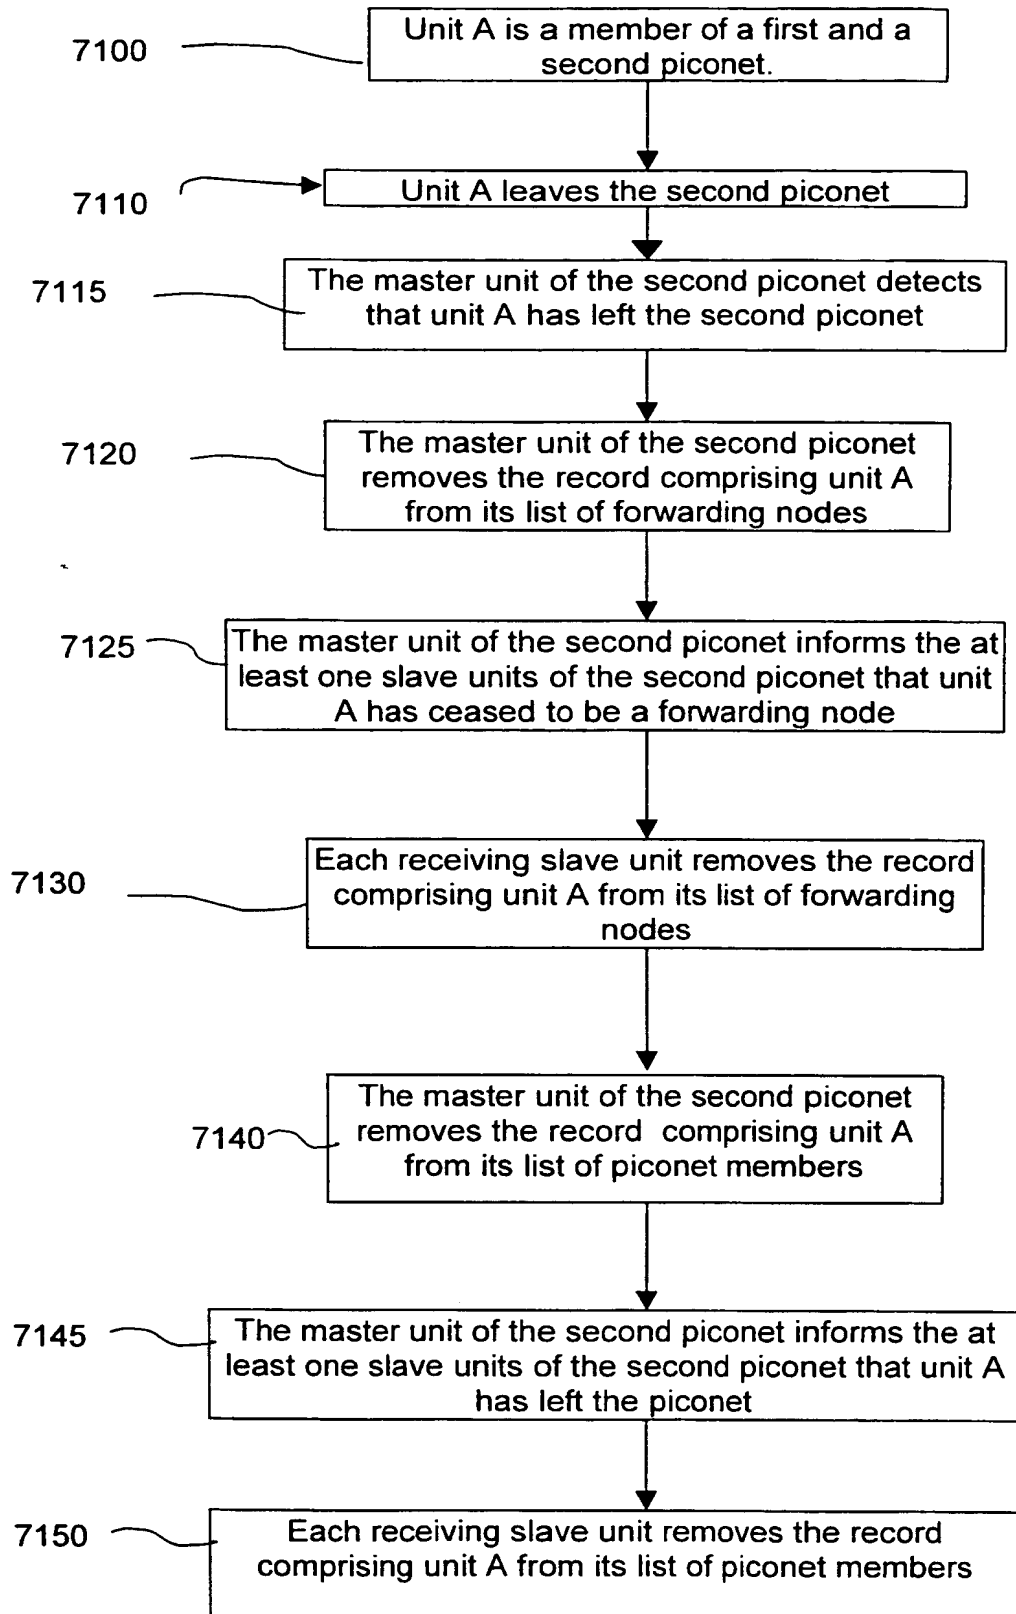 7100
Unit A is a member of a first and a
second piconet.
7110
Unit A leaves the second piconet
7115
The master unit of the second piconet detects
that unit A has left the second piconet
7120
The master unit of the second piconet
removes the record comprising unit A
from its list of forwarding nodes
7125
The master unit of the second piconet informs the at
least one slave units of the second piconet that unit
A has ceased to be a forwarding node
7130
Each receiving slave unit removes the record
comprising unit A from its list of forwarding
nodes
7140
The master unit of the second piconet
removes the record comprising unit A
from its list of piconet members
7145
The master unit of the second piconet informs the at
least one slave units of the second piconet that unit A
has left the piconet
7150
Each receiving slave unit removes the record
comprising unit A from its list of piconet members